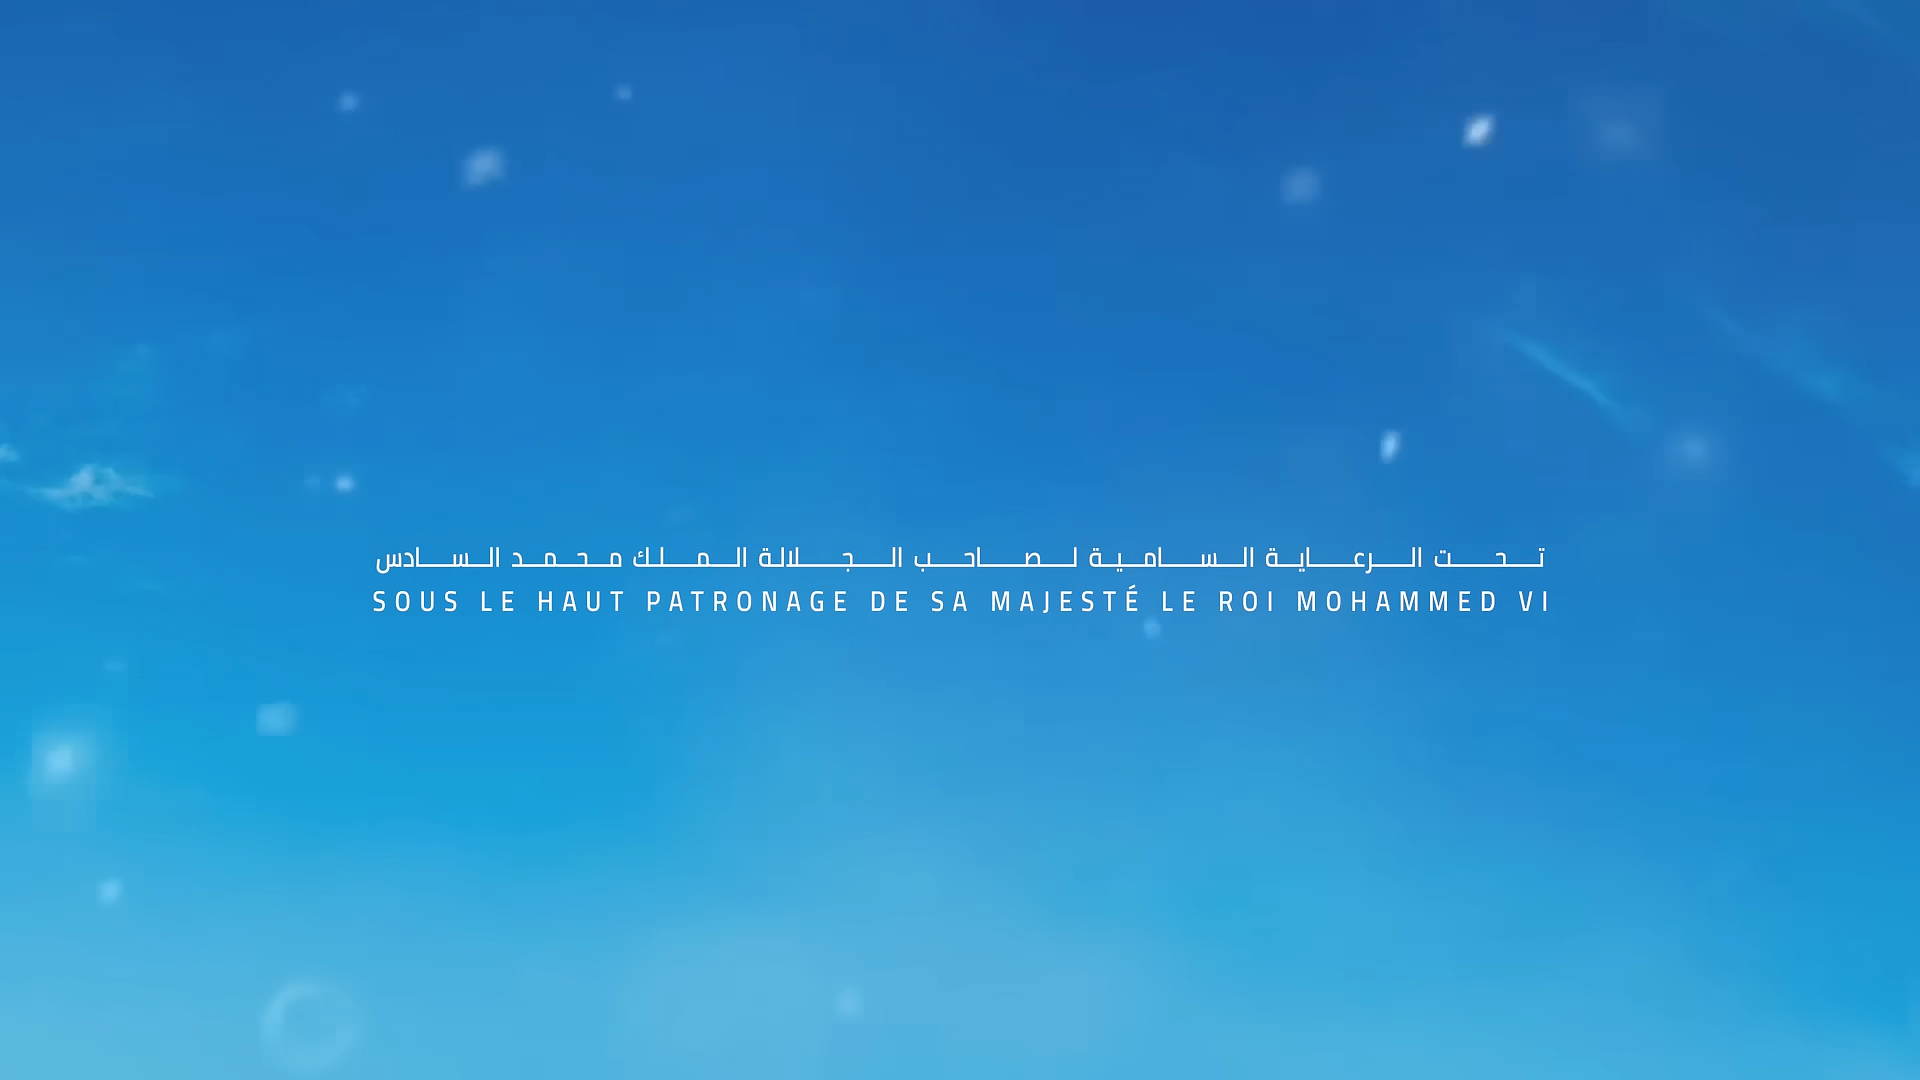 تحت الرعاية السامية لصاحب الجلالة الملك محمد السادس
SOUS LE HAUT PATRONAGE DE SA MAJESTÉ LE ROI MOHAMMED VI